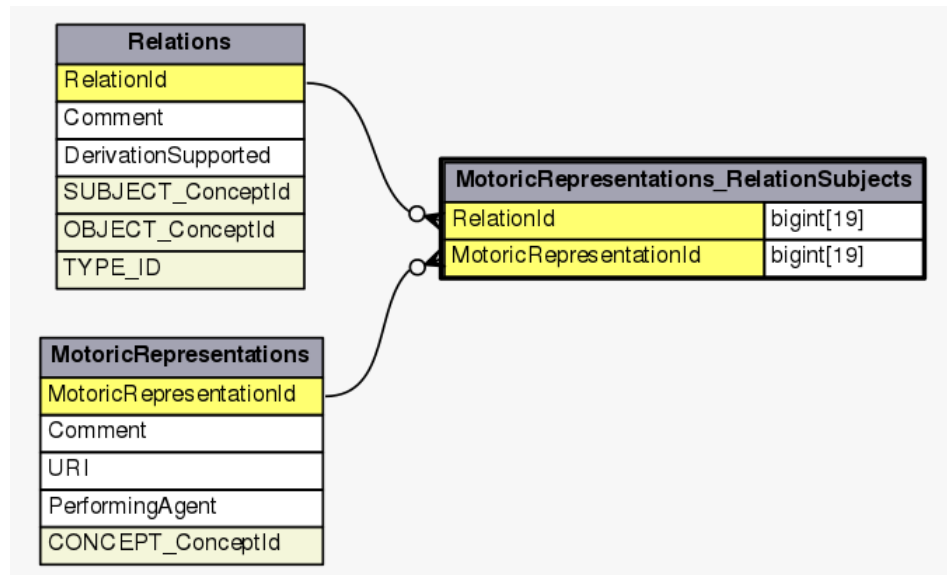 Relations
RelationId
Comment
DerivationSupported
SUBJECT_ConceptId
OBJECT_ConceptId
TYPE_ID
MotoricRepresentations_RelationSubjects
RelationId bigint[19]
MotoricRepresentationId bigint[19]
MotoricRepresentations
MotoricRepresentationId
Comment
URI
PerformingAgent
CONCEPT_ConceptId